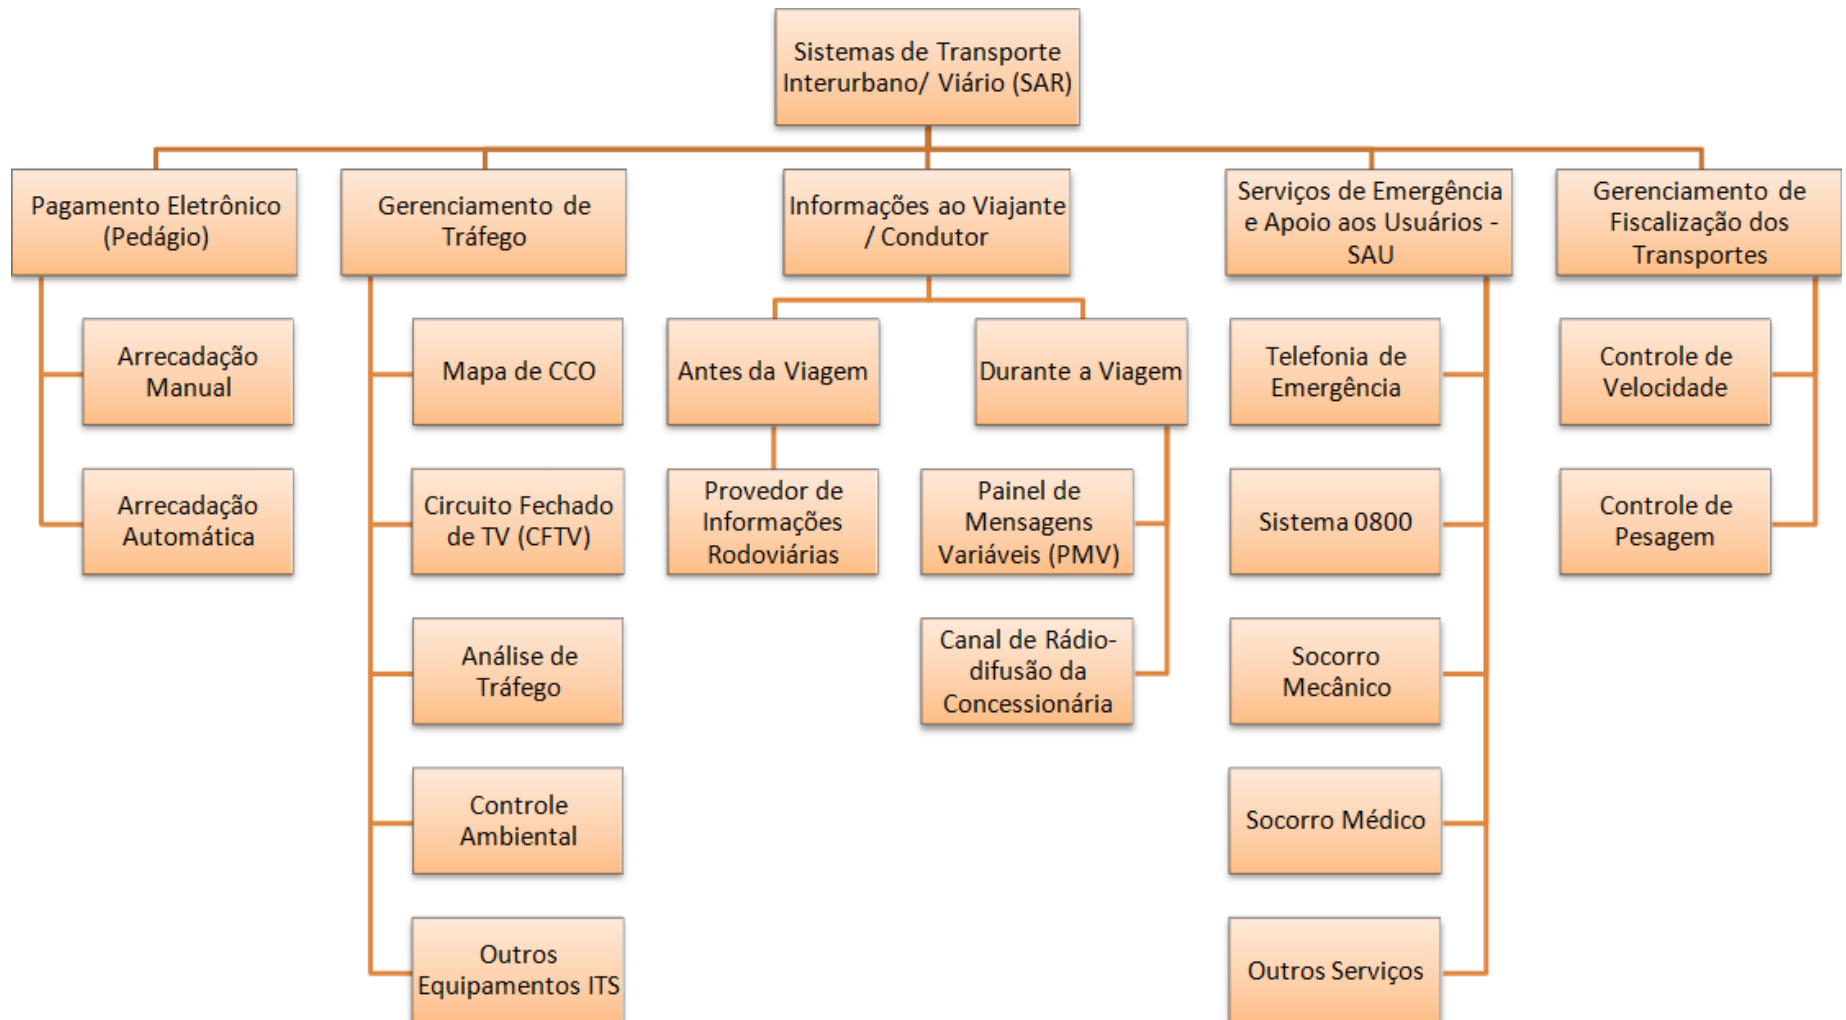 Sistemas de Transporte
Interurbano/ Viário (SAR)
Pagamento Eletrônico
(Pedágio)
Gerenciamento de
Tráfego
Informações ao Viajante
/ Condutor
Serviços de Emergência
e Apoio aos Usuários -
SAU
Gerenciamento de
Fiscalização dos
Transportes
Arrecadação
Manual
Mapa de CCO
Antes da Viagem
Durante a Viagem
Telefonia de
Emergência
Controle de
Velocidade
Arrecadação
Automática
Circuito Fechado
de TV (CFTV)
Provedor de
Informações
Rodoviárias
Painel de
Mensagens
Variáveis (PMV)
Sistema 0800
Controle de
Pesagem
Análise de
Tráfego
Canal de Rádio-
difusão da
Concessionária
Socorro
Mecânico
Controle
Ambiental
Socorro Médico
Outros
Equipamentos ITS
Outros Serviços